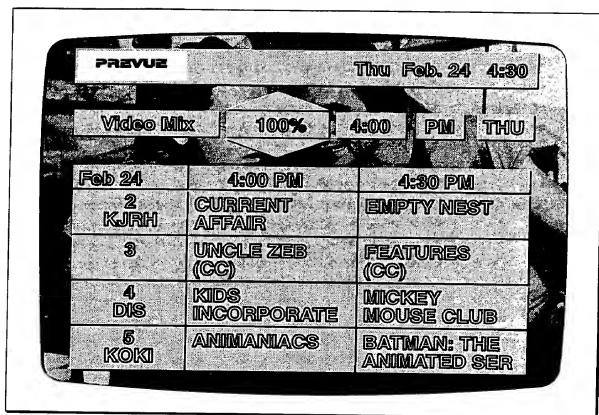 PREVUE Thu Feb. 24 4:30
Video Mix 100% 4:00 PM THU
Feb 24 4:00 PM 4:30 PM
2 KJRH CURRENT AFFAIR EMPTY NEST
3 UNCLE ZEB (CC) FEATURES (CC)
4 DIS KIDS INCORPORATE MICKEY MOUSE CLUB
5 KOKI ANIMANIACS BATMAN: THE ANIMATED SER